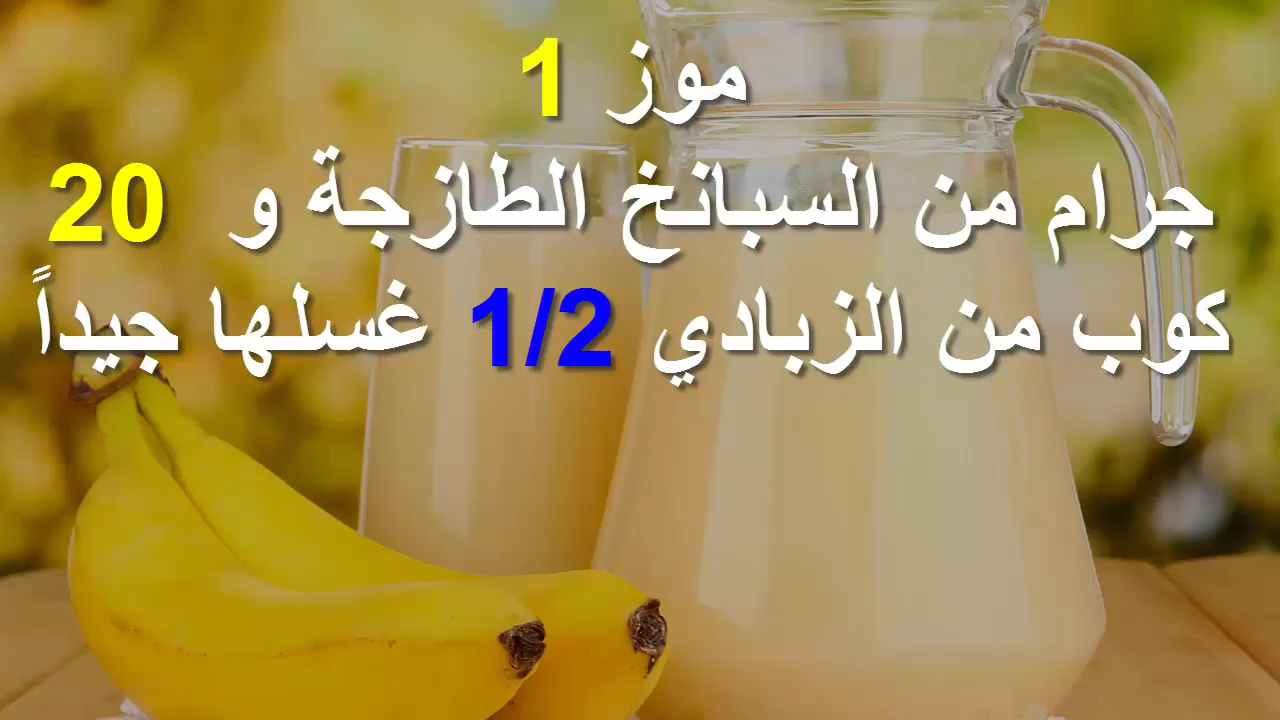 موز 1
جرام من السبانخ الطازجة و 20
كوب من الزبادي 1/2 غسلها جيداً